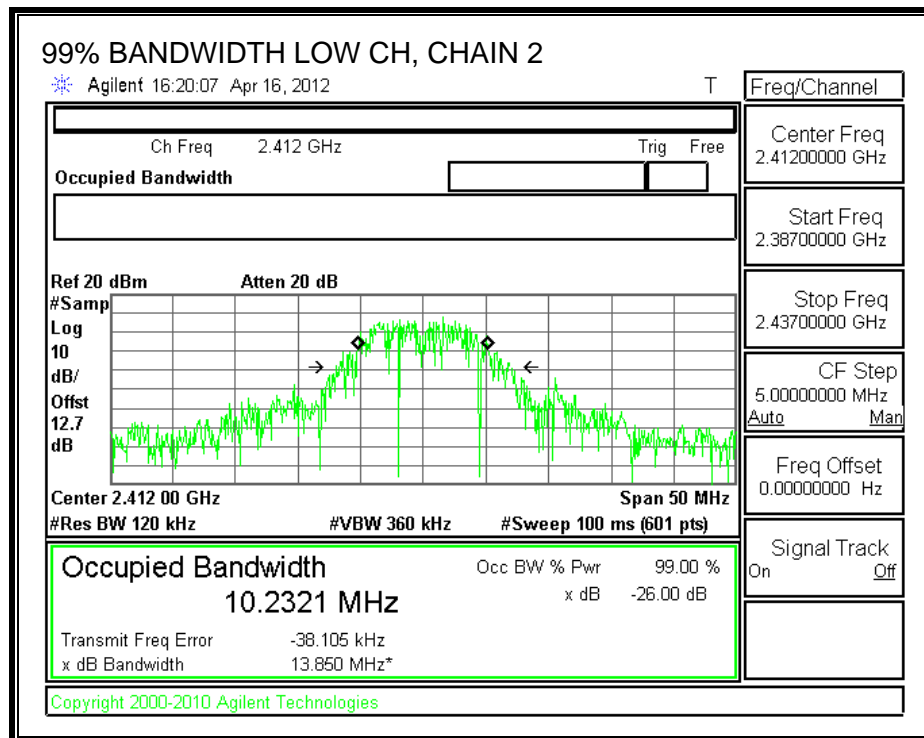 99% BANDWIDTH LOW CH, CHAIN 2
Agilent 16:20:07 Apr 16, 2012 T
Ch Freq 2.412 GHz Trig Free
Occupied Bandwidth
Ref 20 dBm Atten 20 dB
#Samp
Log
10
dB/
Offst
12.7
dB
Center 2.412 00 GHz Span 50 MHz
#Res BW 120 kHz #VBW 360 kHz #Sweep 100 ms (601 pts)
Occupied Bandwidth
10.2321 MHz
Occ BW % Pwr 99.00 %
x dB -26.00 dB
Transmit Freq Error -38.105 kHz
x dB Bandwidth 13.850 MHz*
Copyright 2000-2010 Agilent Technologies
Freq/Channel
Center Freq
2.41200000 GHz
Start Freq
2.38700000 GHz
Stop Freq
2.43700000 GHz
CF Step
5.00000000 MHz
Auto Man
Freq Offset
0.00000000 Hz
Signal Track
On Off